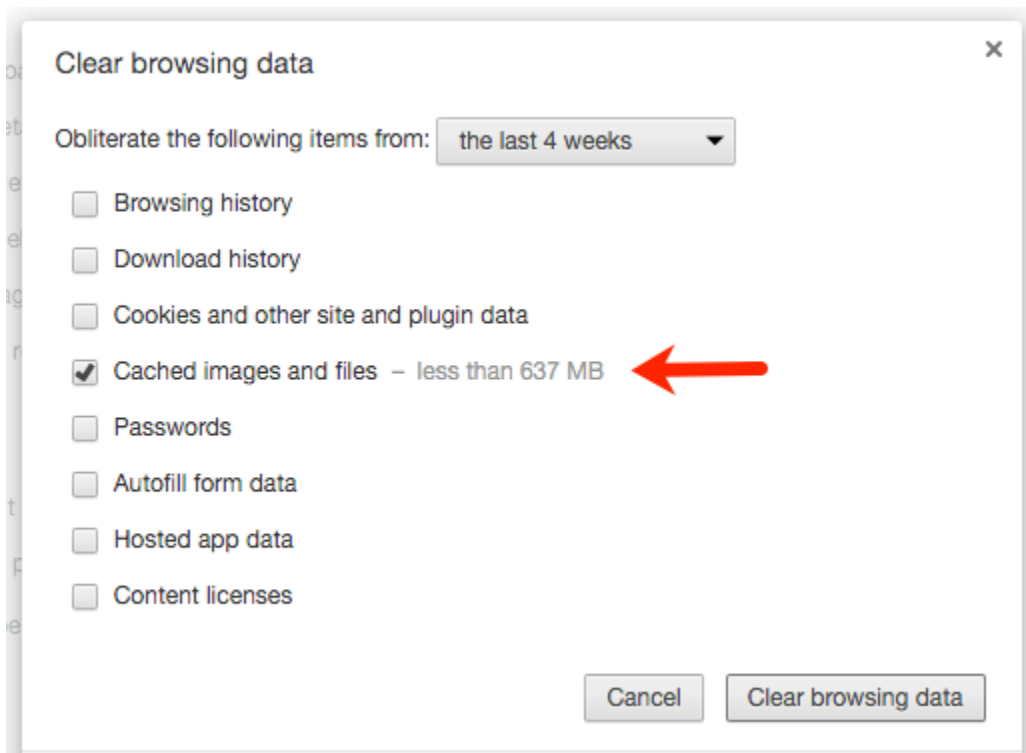 Clear browsing data
Obliterate the following items from: the last 4 weeks
Browsing history
Download history
Cookies and other site and plugin data
Cached images and files – less than 637 MB
Passwords
Autofill form data
Hosted app data
Content licenses
Cancel Clear browsing data